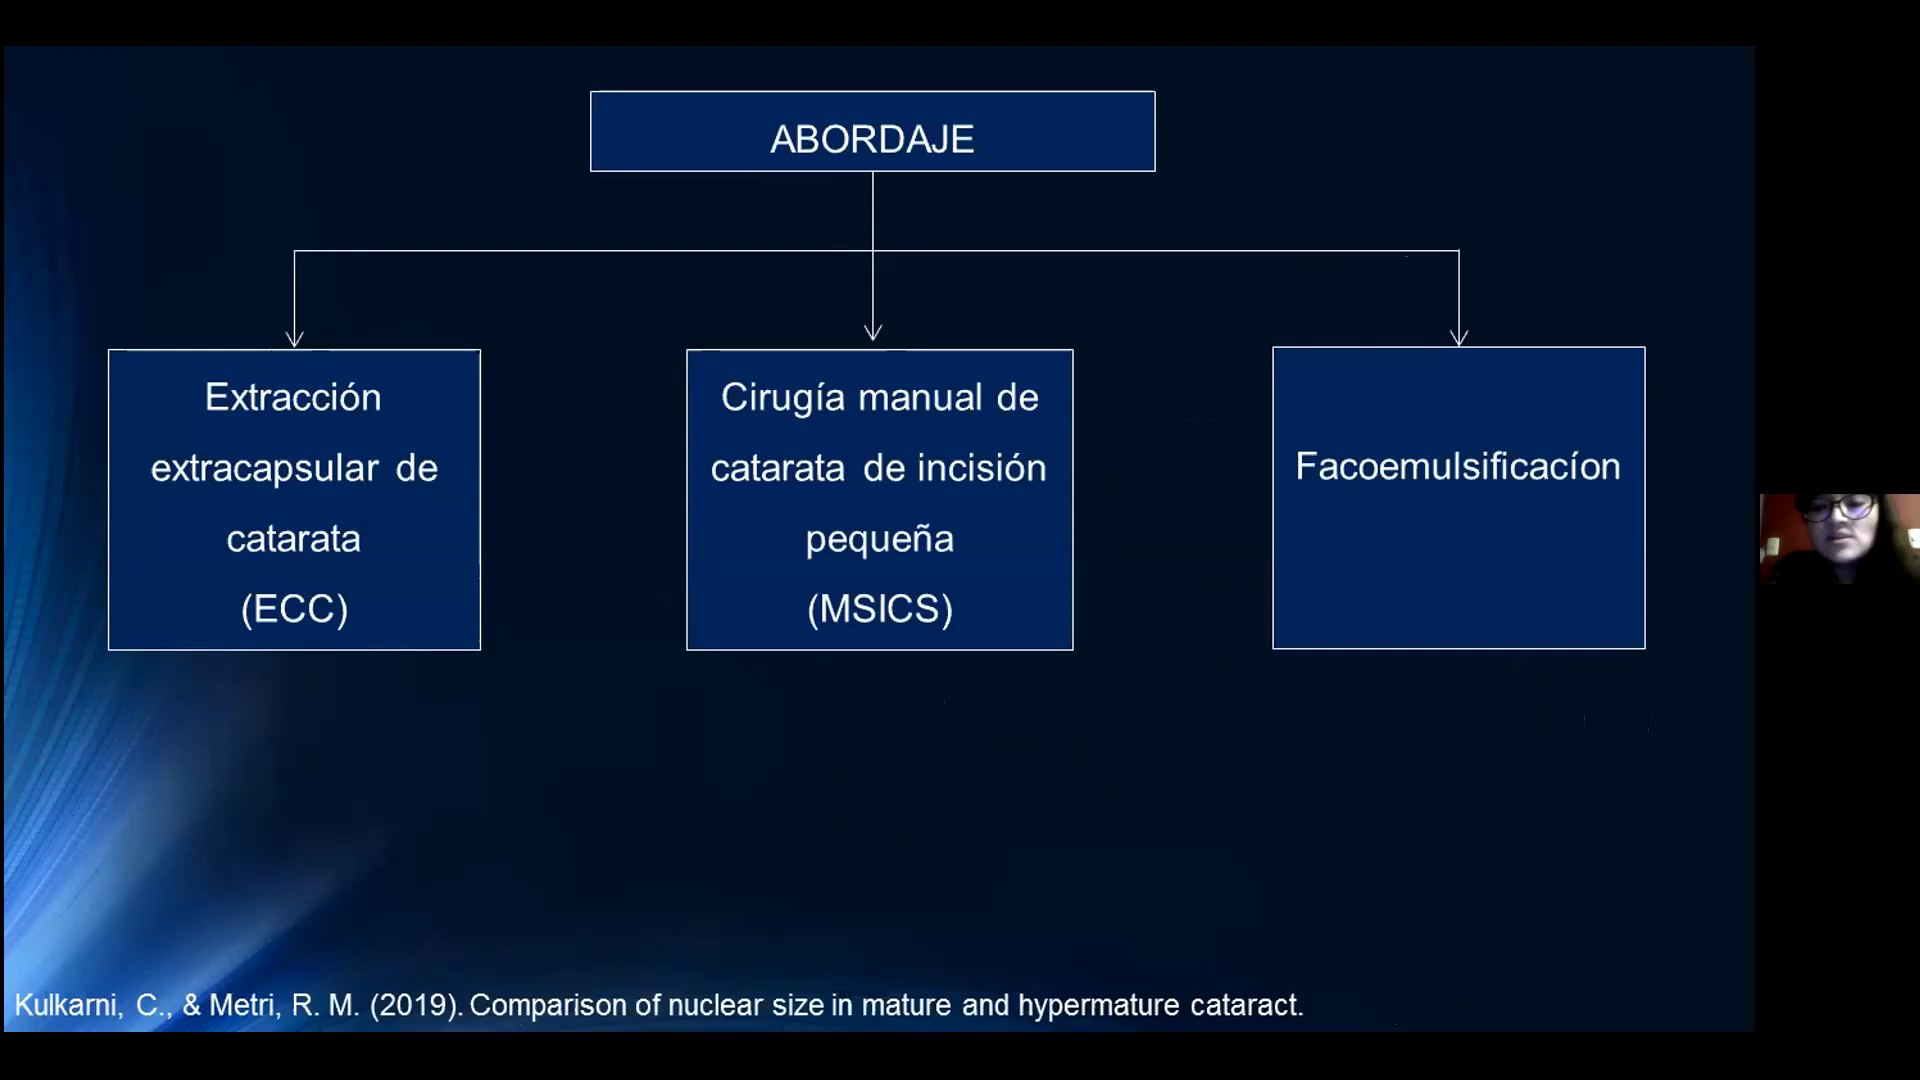 ABORDAJE
Extracción
extracapsular de
catarata
(ECC)
Cirugía manual de
catarata de incisión
pequeña
(MSICS)
Facoemulsificacíon
Kulkarni, C., & Metri, R. M. (2019). Comparison of nuclear size in mature and hypermature cataract.